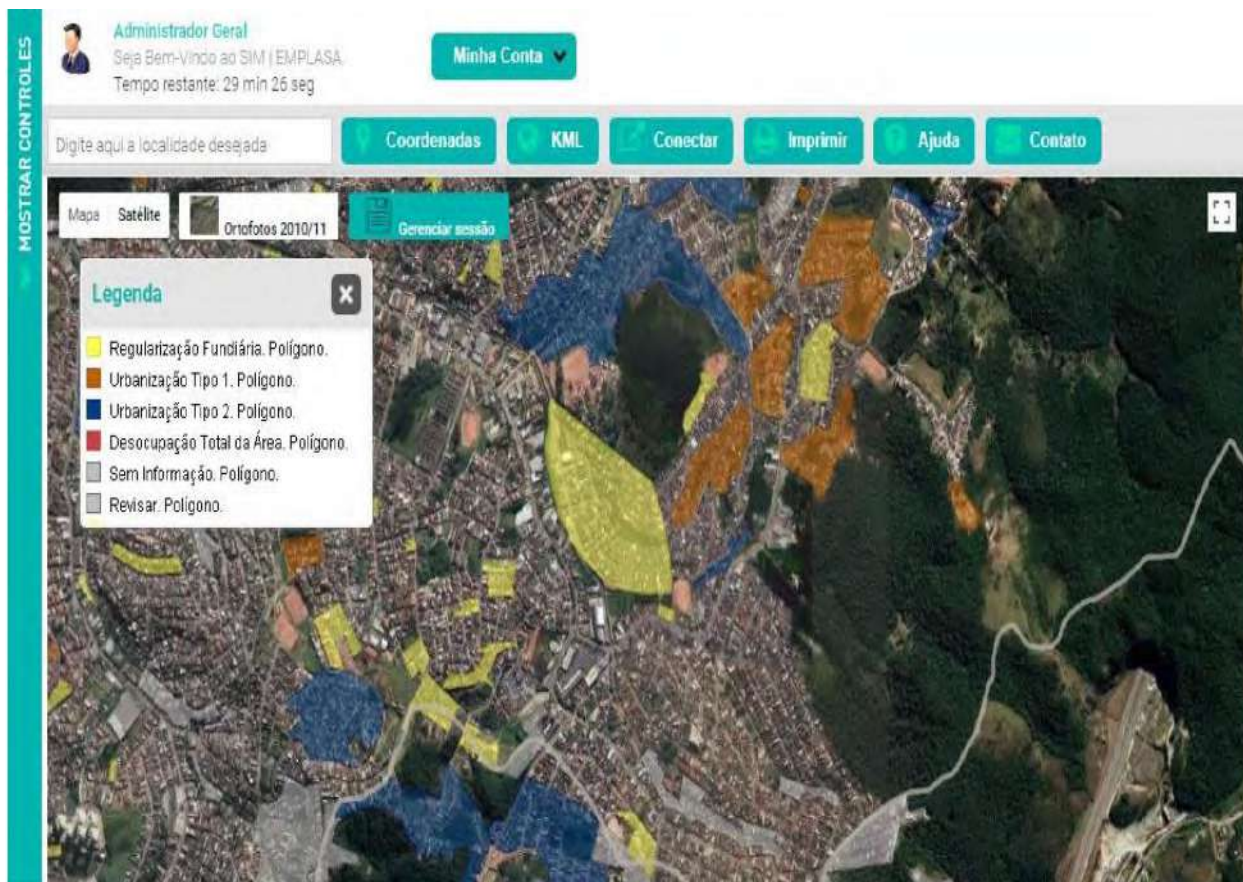 MOSTRAR CONTROLES
Administrador Geral
Seja Bem-Vindo ao SIM | EMPLASA
Tempo restante: 29 min 26 seg
Minha Conta
Digite aqui a localidade desejada
Coordenadas
KML
Conectar
Imprimir
Ajuda
Contato
Mapa
Satélite
Ortofotos 2010/11
Gerenciar sessão
Legenda
Regularização Fundiária. Polígono.
Urbanização Tipo 1. Polígono.
Urbanização Tipo 2. Polígono.
Desocupação Total da Área. Polígono.
Sem Informação. Polígono.
Revisar. Polígono.